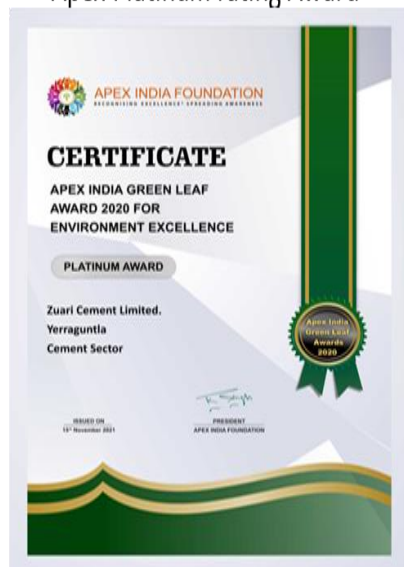 Apex Platinum rating Award
APEX INDIA FOUNDATION
RECOGNISING EXCELLENCE! SPREADING AWARENESS
CERTIFICATE
APEX INDIA GREEN LEAF
AWARD 2020 FOR
ENVIRONMENT EXCELLENCE
PLATINUM AWARD
Zuari Cement Limited.
Yerraguntla
Cement Sector
Apex India
Green Leaf
Awards
2020
ISSUED ON
15th November 2021
PRESIDENT
APEX INDIA FOUNDATION